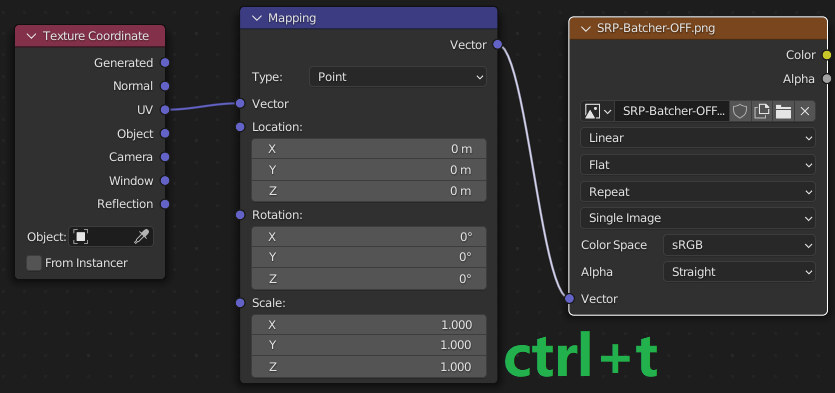 Texture Coordinate
Generated
Normal
UV
Object
Camera
Window
Reflection
Object:
From Instancer
Mapping
Vector
Type: Point
Vector
Location:
X 0 m
Y 0 m
Z 0 m
Rotation:
X 0°
Y 0°
Z 0°
Scale:
X 1.000
Y 1.000
Z 1.000
SRP-Batcher-OFF.png
Color
Alpha
SRP-Batcher-OFF...
Linear
Flat
Repeat
Single Image
Color Space sRGB
Alpha Straight
Vector
ctrl+t